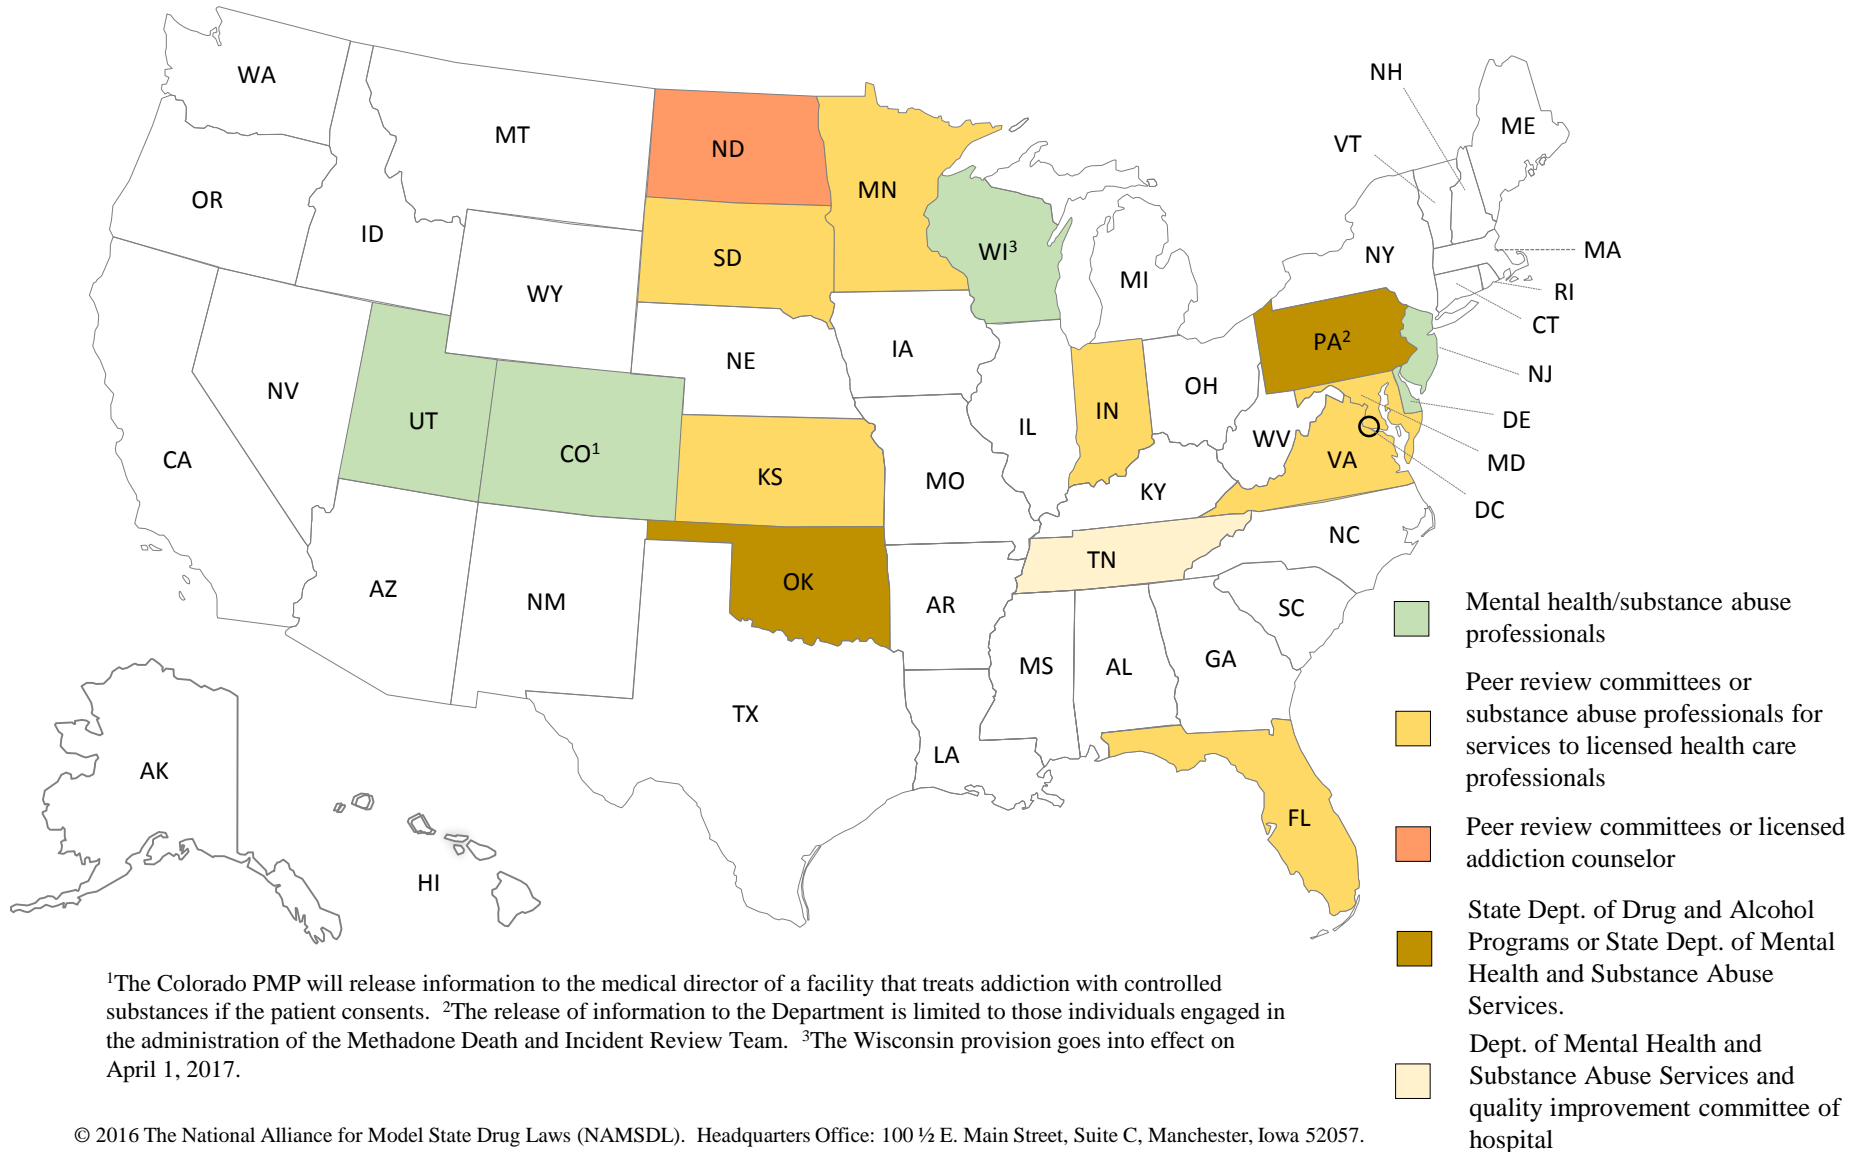 WA
MT
ND
MN
OR
ID
SD
WI³
WY
MI
NH
VT
ME
NY
MA
RI
CT
NJ
DE
MD
DC
PA²
NE
IA
NV
UT
CO¹
CA
KS
MO
IL
IN
OH
WV
VA
KY
NC
TN
AZ
NM
OK
AR
SC
MS
AL
GA
TX
LA
FL
AK
HI
Mental health/substance abuse
professionals
Peer review committees or
substance abuse professionals for
services to licensed health care
professionals
Peer review committees or licensed
addiction counselor
State Dept. of Drug and Alcohol
Programs or State Dept. of Mental
Health and Substance Abuse
Services.
Dept. of Mental Health and
Substance Abuse Services and
quality improvement committee of
hospital
¹The Colorado PMP will release information to the medical director of a facility that treats addiction with controlled
substances if the patient consents. ²The release of information to the Department is limited to those individuals engaged in
the administration of the Methadone Death and Incident Review Team. ³The Wisconsin provision goes into effect on
April 1, 2017.
© 2016 The National Alliance for Model State Drug Laws (NAMSDL). Headquarters Office: 100 ½ E. Main Street, Suite C, Manchester, Iowa 52057.